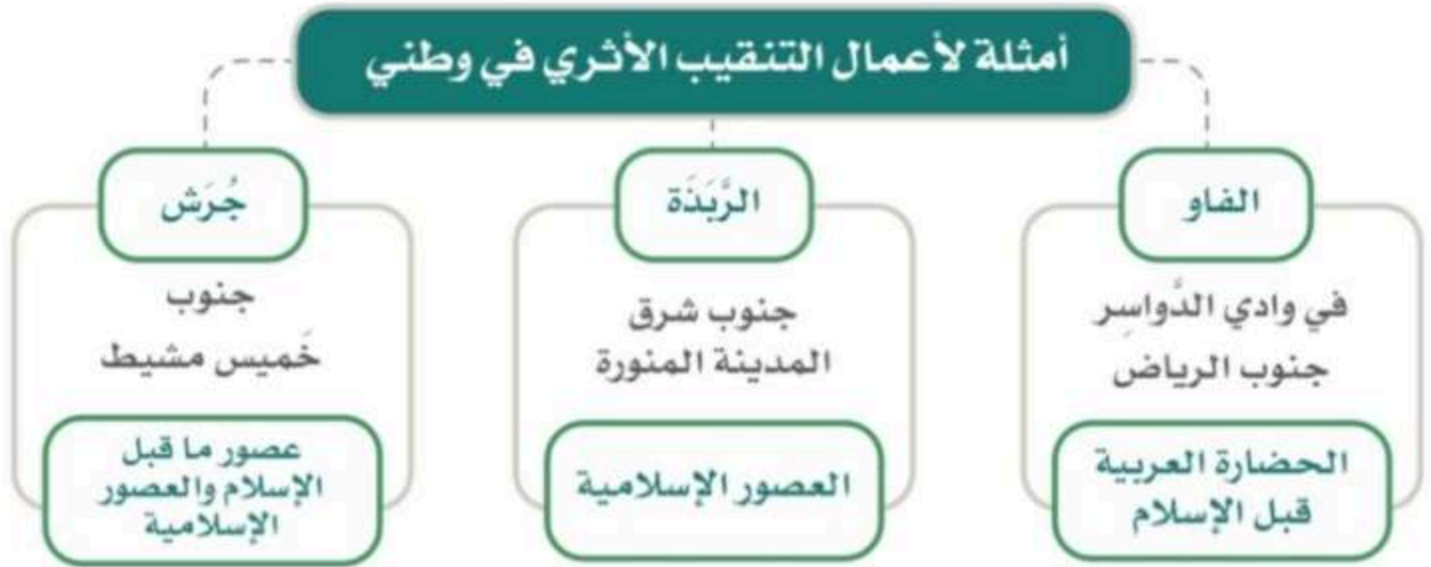 أمثلة لأعمال التنقيب الأثري في وطني
الفاو
في وادي الدَّواسِر
جنوب الرياض
الحضارة العربية
قبل الإسلام
الرَّبَذَة
جنوب شرق
المدينة المنورة
العصور الإسلامية
جُرَش
جنوب
خَميس مشيط
عصور ما قبل
الإسلام والعصور
الإسلامية